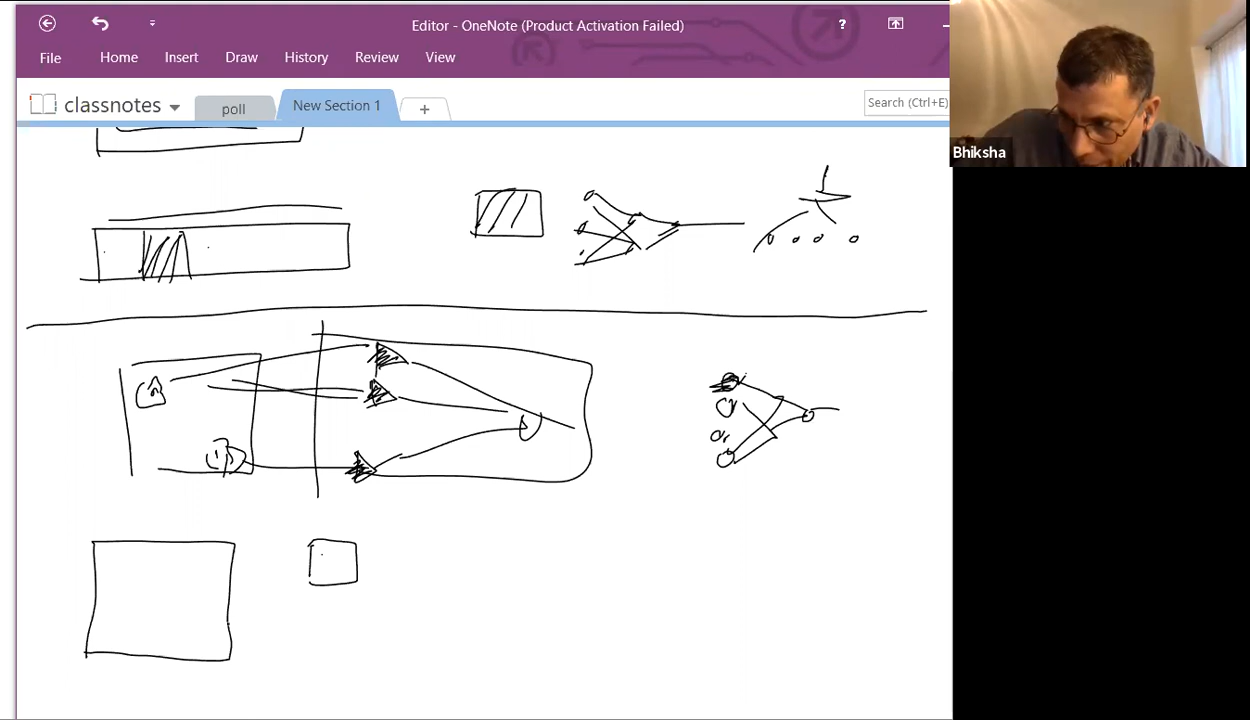 Editor - OneNote (Product Activation Failed)
?
File
Home
Insert
Draw
History
Review
View
classnotes
poll
New Section 1
+
Search (Ctrl+E)
Bhiksha